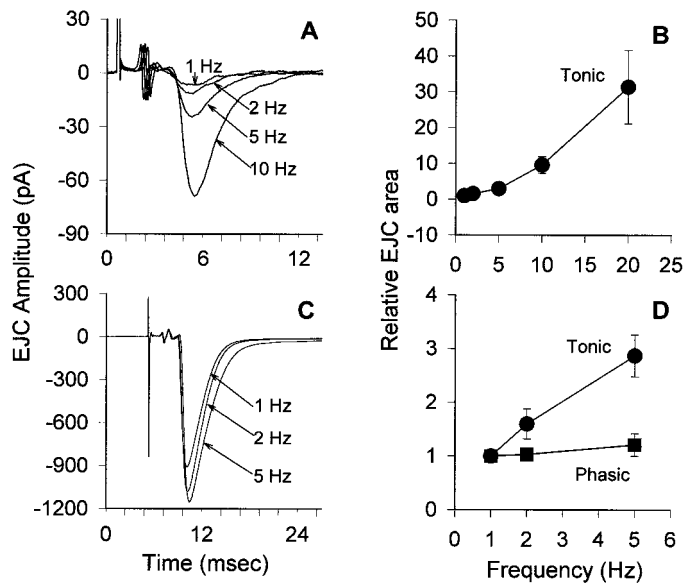 A
30
0
-30
-60
-90
1 Hz
2 Hz
5 Hz
10 Hz
0
6
12
B
50
40
30
20
10
0
-10
Tonic
0
5
10
15
20
25
EJC Amplitude (pA)
Relative EJC area
C
300
0
-300
-600
-900
-1200
1 Hz
2 Hz
5 Hz
0
12
24
Time (msec)
D
4
3
2
1
0
Tonic
Phasic
0
1
2
3
4
5
6
Frequency (Hz)